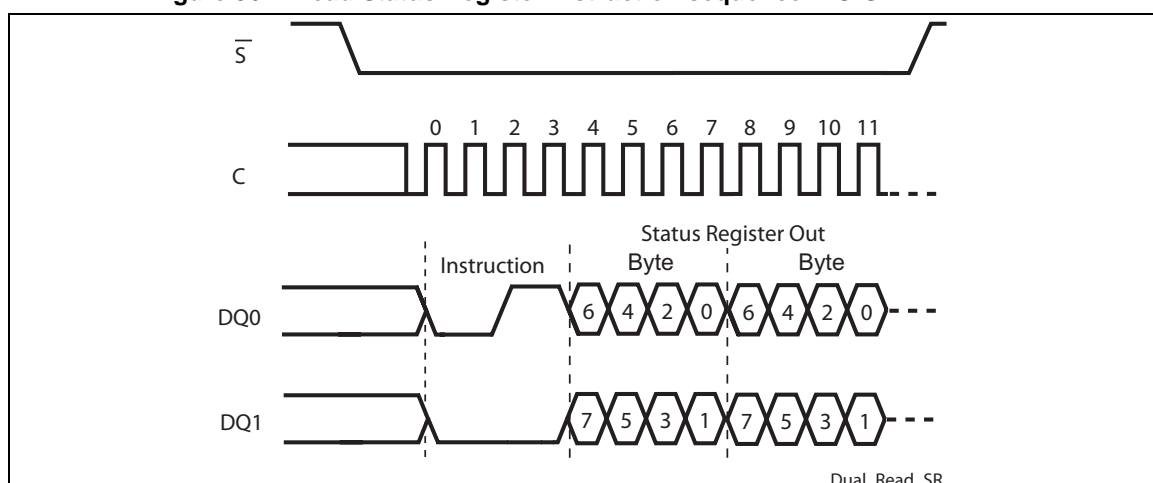 S
0 1 2 3 4 5 6 7 8 9 10 11
C
Status Register Out
Instruction Byte Byte
DQ0 6 4 2 0 6 4 2 0
DQ1 7 5 3 1 7 5 3 1
Dual_Read_SR